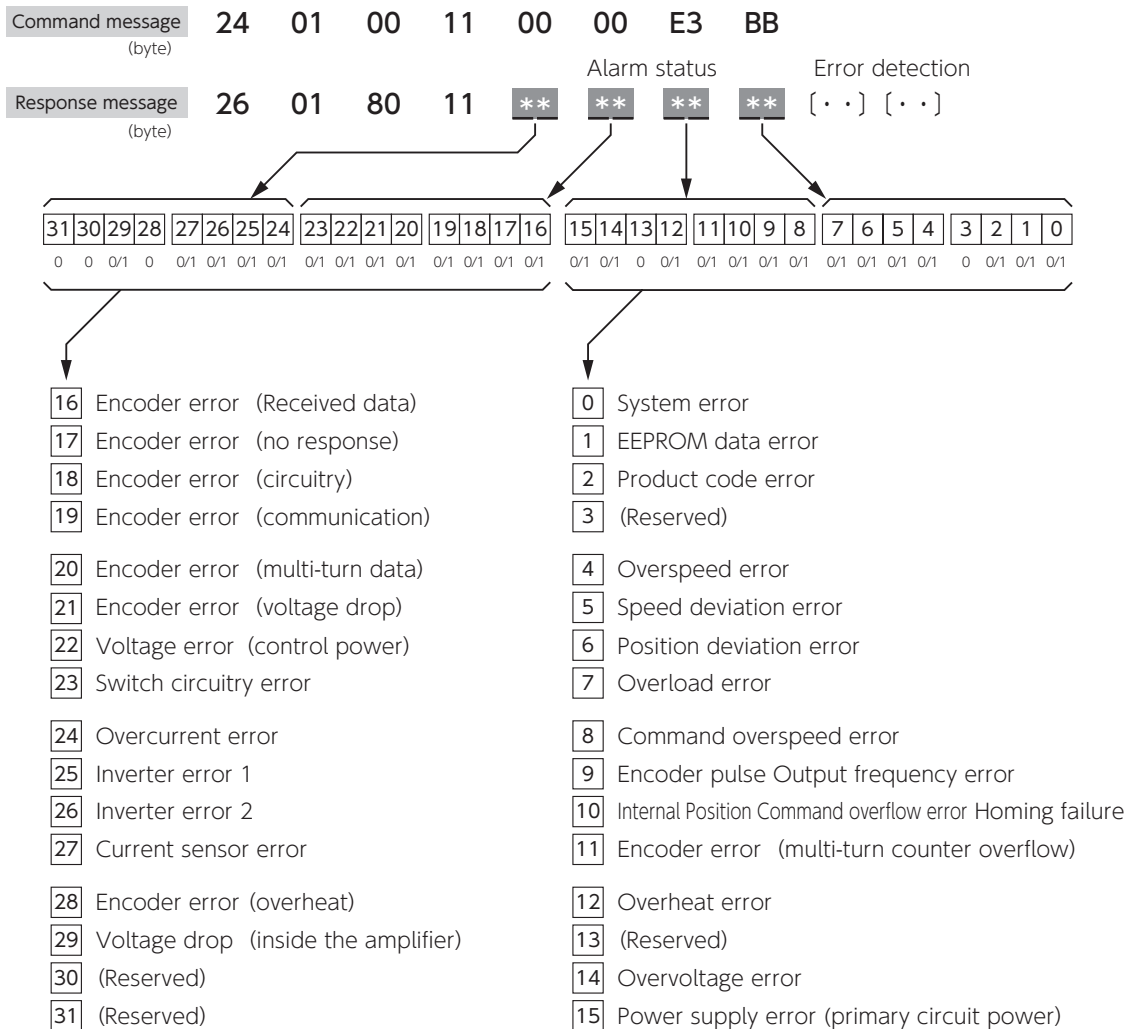 Command message 24 01 00 11 00 00 E3 BB
(byte)
Alarm status Error detection
Response message 26 01 80 11 ** ** ** ** [・・] [・・]
(byte)
31 30 29 28 27 26 25 24 23 22 21 20 19 18 17 16 15 14 13 12 11 10 9 8 7 6 5 4 3 2 1 0
0 0 0/1 0 0/1 0/1 0/1 0/1 0/1 0/1 0/1 0/1 0/1 0/1 0/1 0/1 0/1 0/1 0 0/1 0/1 0/1 0/1 0/1 0/1 0/1 0/1 0/1 0 0/1 0/1 0/1
16 Encoder error (Received data)
17 Encoder error (no response)
18 Encoder error (circuitry)
19 Encoder error (communication)
20 Encoder error (multi-turn data)
21 Encoder error (voltage drop)
22 Voltage error (control power)
23 Switch circuitry error
24 Overcurrent error
25 Inverter error 1
26 Inverter error 2
27 Current sensor error
28 Encoder error (overheat)
29 Voltage drop (inside the amplifier)
30 (Reserved)
31 (Reserved)
0 System error
1 EEPROM data error
2 Product code error
3 (Reserved)
4 Overspeed error
5 Speed deviation error
6 Position deviation error
7 Overload error
8 Command overspeed error
9 Encoder pulse Output frequency error
10 Internal Position Command overflow error Homing failure
11 Encoder error (multi-turn counter overflow)
12 Overheat error
13 (Reserved)
14 Overvoltage error
15 Power supply error (primary circuit power)